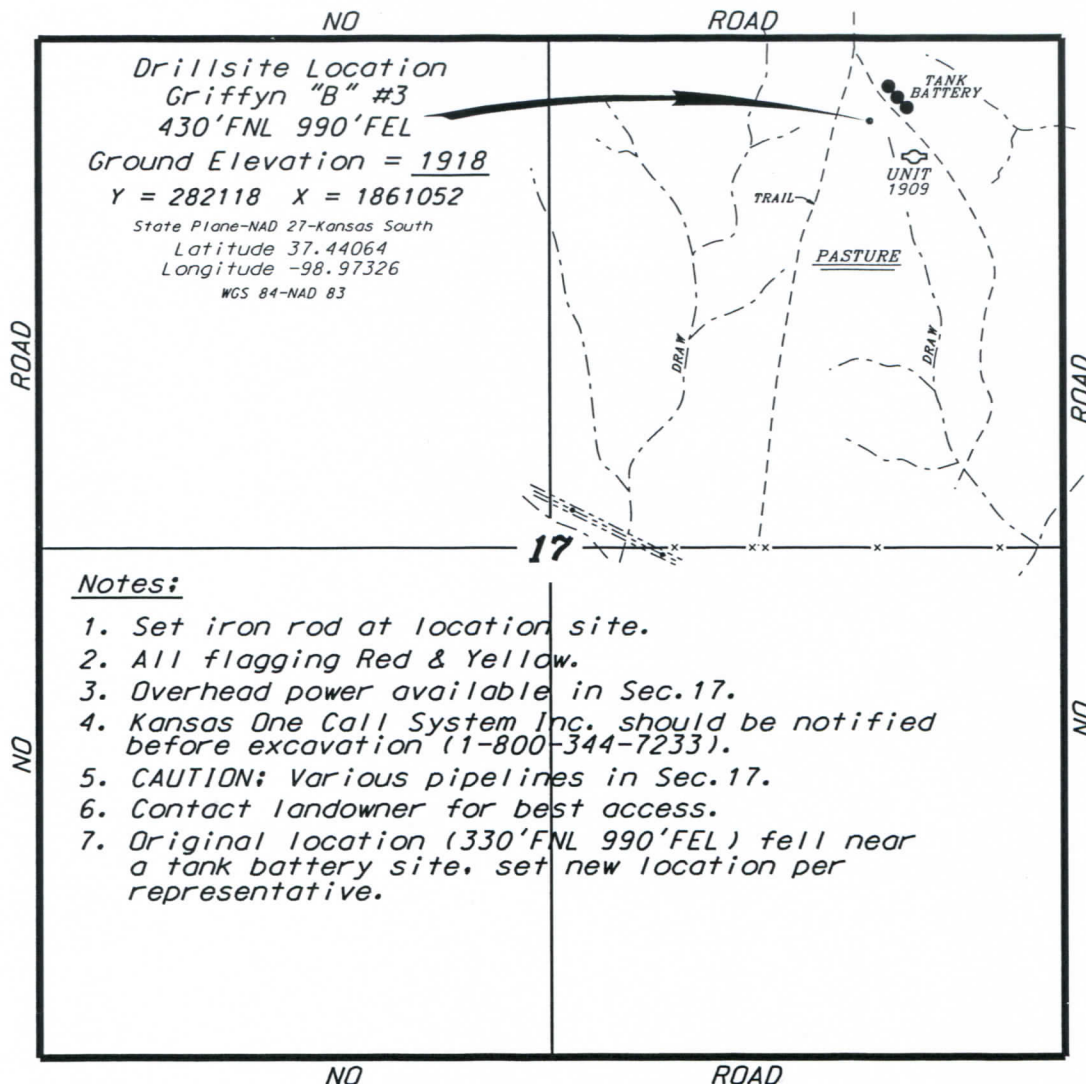 NO ROAD
Drillsite Location
Griffyn "B" #3
430'FNL 990'FEL
Ground Elevation = 1918
Y = 282118 X = 1861052
State Plane-NAD 27-Kansas South
Latitude 37.44064
Longitude -98.97326
WGS 84-NAD 83
TANK
BATTERY
UNIT
1909
TRAIL
PASTURE
DRAW
DRAW
ROAD
ROAD
17
Notes:
1. Set iron rod at location site.
2. All flagging Red & Yellow.
3. Overhead power available in Sec.17.
4. Kansas One Call System Inc. should be notified
before excavation (1-800-344-7233).
5. CAUTION: Various pipelines in Sec.17.
6. Contact landowner for best access.
7. Original location (330'FNL 990'FEL) fell near
a tank battery site, set new location per
representative.
NO
NO
NO ROAD